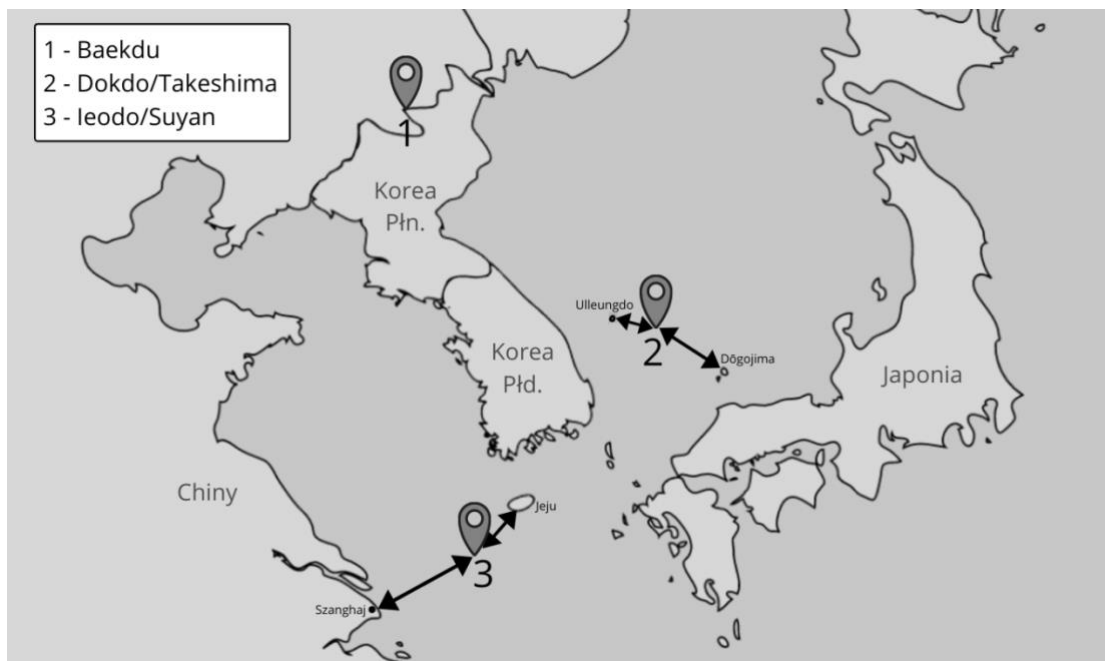 1 - Baekdu
2 - Dokdo/Takeshima
3 - Ieodo/Suyan
1
Korea
Płn.
Ulleungdo
2
Dōgojima
Korea
Płd.
Japonia
Chiny
Jeju
3
Szanghaj